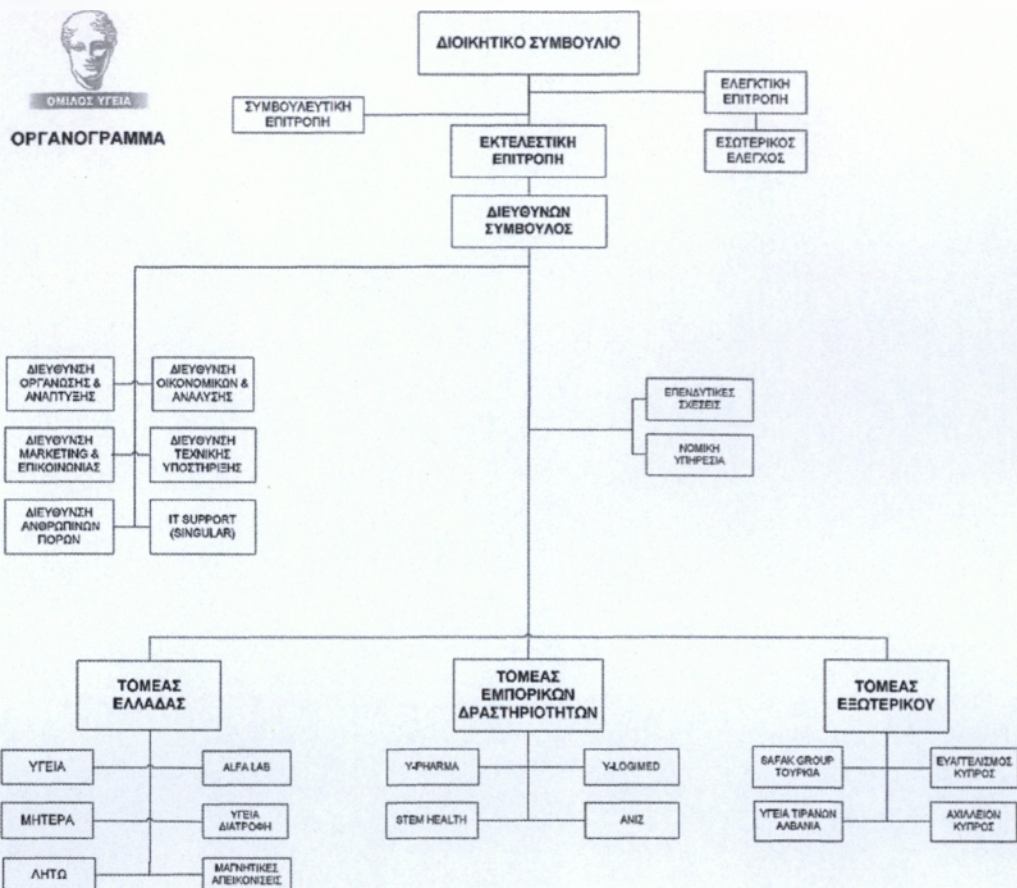 ΟΜΙΛΟΣ ΥΓΕΙΑ
ΟΡΓΑΝΟΓΡΑΜΜΑ
ΔΙΟΙΚΗΤΙΚΟ ΣΥΜΒΟΥΛΙΟ
ΣΥΜΒΟΥΛΕΥΤΙΚΗ
ΕΠΙΤΡΟΠΗ
ΕΛΕΓΚΤΙΚΗ
ΕΠΙΤΡΟΠΗ
ΕΣΩΤΕΡΙΚΟΣ
ΕΛΕΓΧΟΣ
ΕΚΤΕΛΕΣΤΙΚΗ
ΕΠΙΤΡΟΠΗ
ΔΙΕΥΘΥΝΩΝ
ΣΥΜΒΟΥΛΟΣ
ΔΙΕΥΘΥΝΣΗ
ΟΡΓΑΝΩΣΗΣ &
ΑΝΑΠΤΥΞΗΣ
ΔΙΕΥΘΥΝΣΗ
ΟΙΚΟΝΟΜΙΚΩΝ &
ΑΝΑΛΥΣΗΣ
ΔΙΕΥΘΥΝΣΗ
MARKETING &
ΕΠΙΚΟΙΝΩΝΙΑΣ
ΔΙΕΥΘΥΝΣΗ
ΤΕΧΝΙΚΗΣ
ΥΠΟΣΤΗΡΙΞΗΣ
ΔΙΕΥΘΥΝΣΗ
ΑΝΘΡΩΠΙΝΩΝ
ΠΟΡΩΝ
IT SUPPORT
(SINGULAR)
ΕΠΕΝΔΥΤΙΚΕΣ
ΣΧΕΣΕΙΣ
ΝΟΜΙΚΗ
ΥΠΗΡΕΣΙΑ
ΤΟΜΕΑΣ
ΕΛΛΑΔΑΣ
ΥΓΕΙΑ
ALFA LAB
ΜΗΤΕΡΑ
ΥΓΕΙΑ
ΔΙΑΤΡΟΦΗ
ΛΗΤΩ
ΜΑΓΝΗΤΙΚΕΣ
ΑΠΕΙΚΟΝΙΣΕΙΣ
ΤΟΜΕΑΣ
ΕΜΠΟΡΙΚΩΝ
ΔΡΑΣΤΗΡΙΟΤΗΤΩΝ
Y-PHARMA
Y-LOGIMED
STEM HEALTH
ΑΝΙΖ
ΤΟΜΕΑΣ
ΕΞΩΤΕΡΙΚΟΥ
SAFAK GROUP
ΤΟΥΡΚΙΑ
ΕΥΑΓΓΕΛΙΣΜΟΣ
ΚΥΠΡΟΣ
ΥΓΕΙΑ ΤΙΡΑΝΩΝ
ΑΛΒΑΝΙΑ
ΑΧΙΛΛΕΙΟΝ
ΚΥΠΡΟΣ